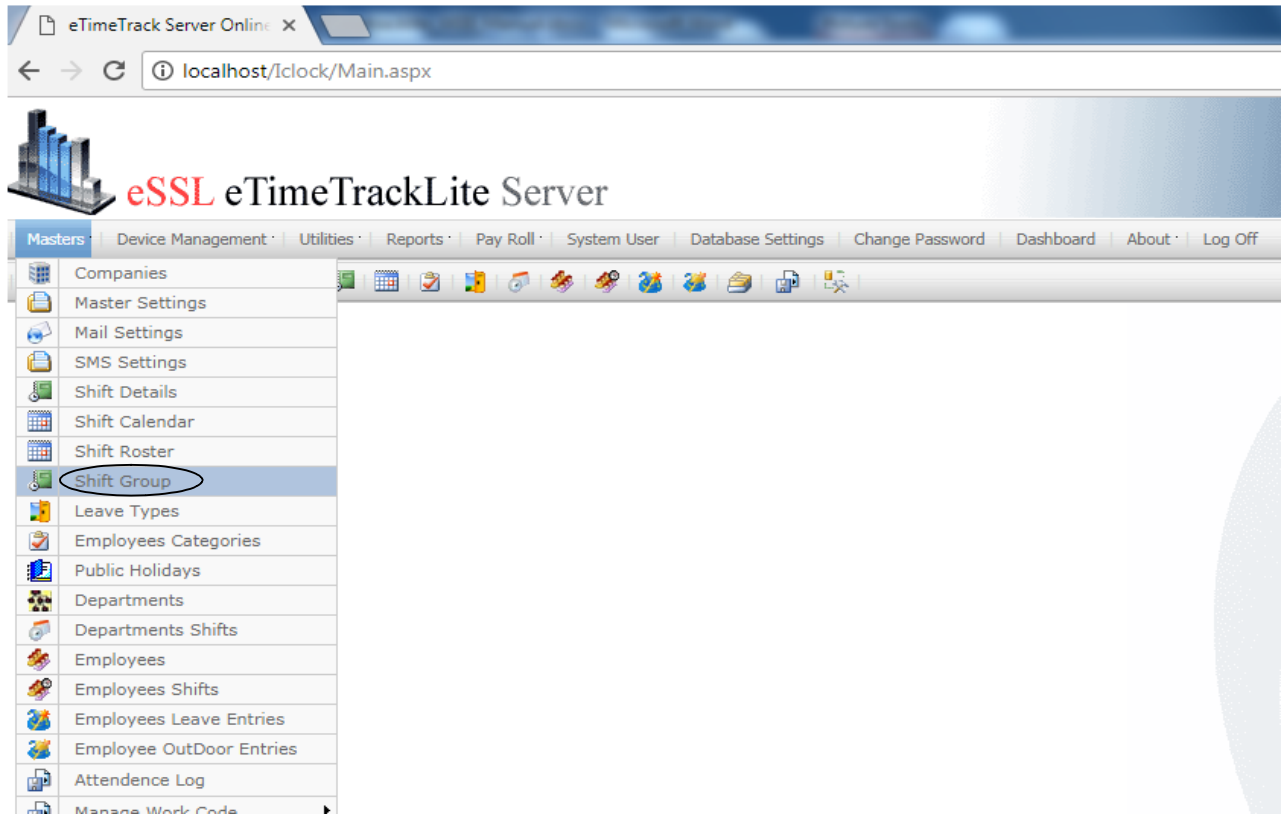 eTimeTrack Server Online
localhost/Iclock/Main.aspx
eSSL eTimeTrackLite Server
Masters Device Management Utilities Reports Pay Roll System User Database Settings Change Password Dashboard About Log Off
Companies
Master Settings
Mail Settings
SMS Settings
Shift Details
Shift Calendar
Shift Roster
Shift Group
Leave Types
Employees Categories
Public Holidays
Departments
Departments Shifts
Employees
Employees Shifts
Employees Leave Entries
Employee OutDoor Entries
Attendence Log
Manage Work Code